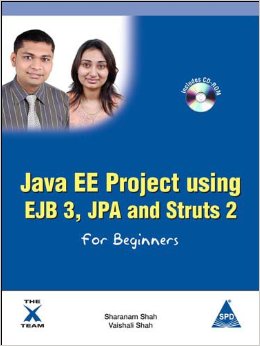 Includes CD-ROM
Java EE Project using
EJB 3, JPA and Struts 2
for Beginners
THE
X
TEAM
Sharanam Shah
Vaishali Shah
SPD